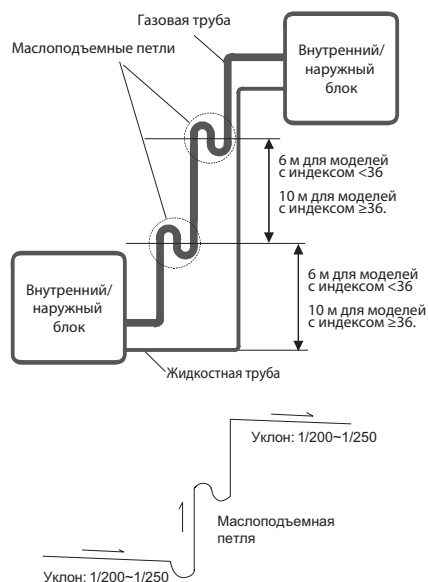 Газовая труба
Маслоподъемные петли
Внутренний/
наружный
блок
6 м для моделей
с индексом <36
10 м для моделей
с индексом ≥36.
6 м для моделей
с индексом <36
10 м для моделей
с индексом ≥36.
Внутренний/
наружный
блок
Жидкостная труба
Уклон: 1/200~1/250
Маслоподъемная
петля
Уклон: 1/200~1/250